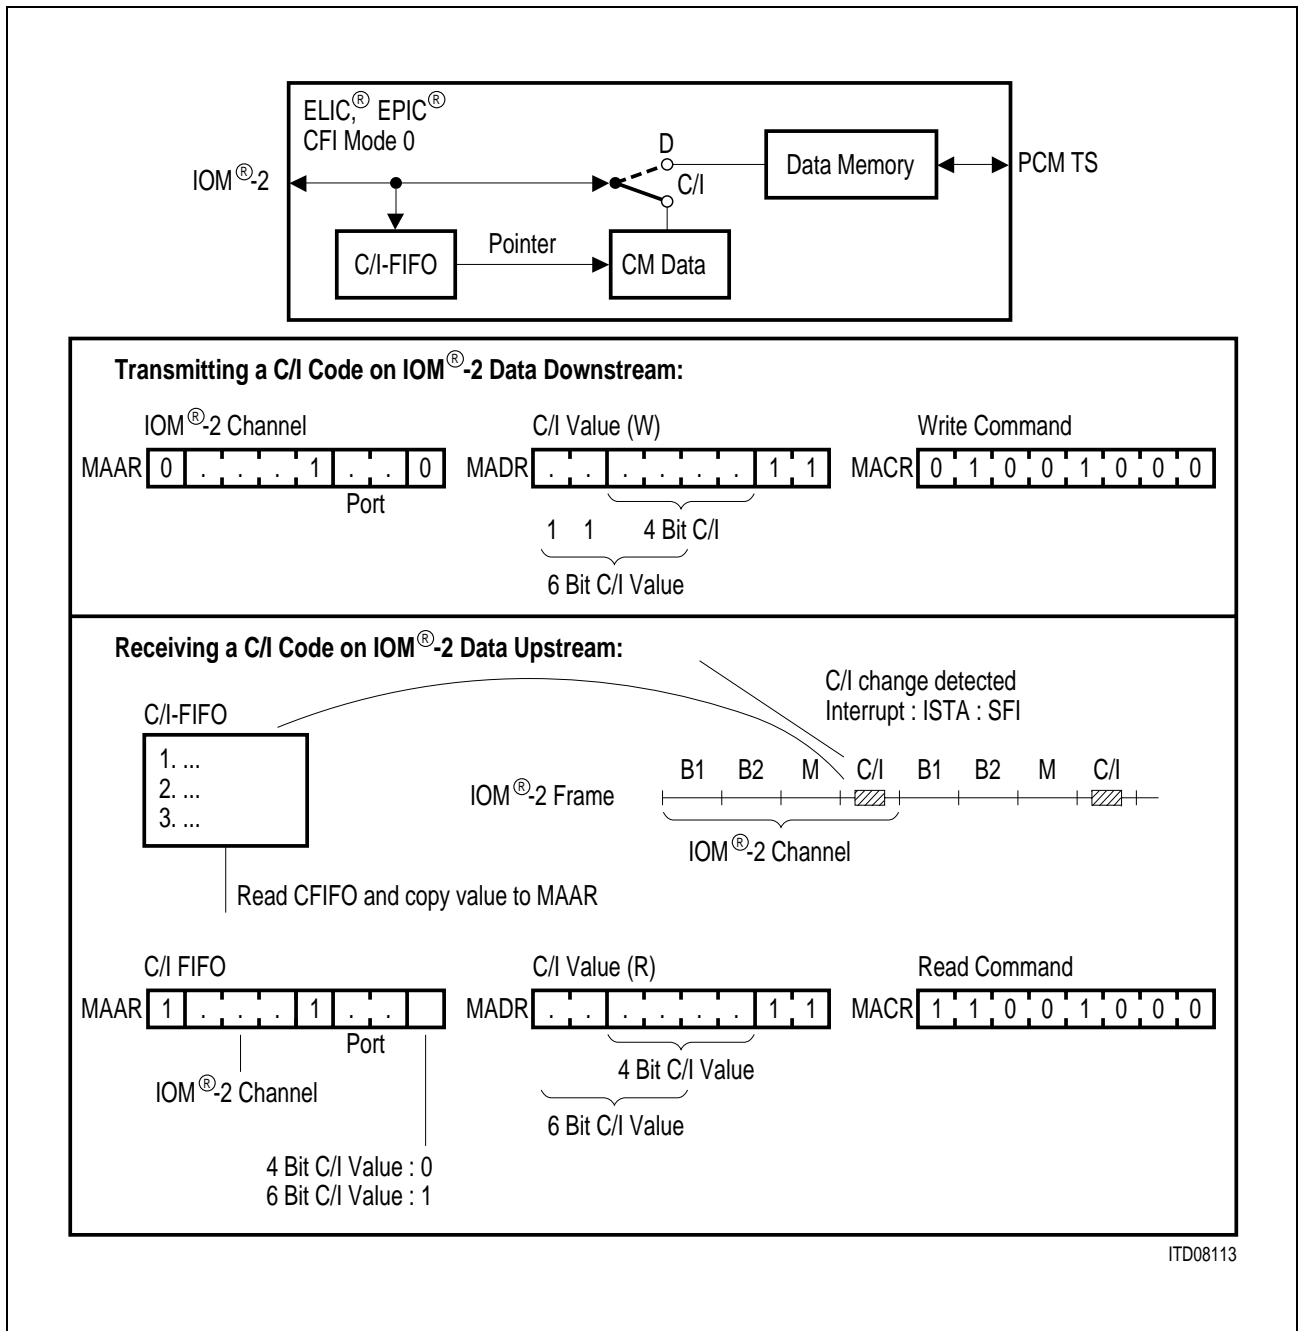 ELIC,® EPIC®
CFI Mode 0
IOM®-2
D
C/I
Data Memory
PCM TS
C/I-FIFO
Pointer
CM Data
Transmitting a C/I Code on IOM®-2 Data Downstream:
IOM®-2 Channel
C/I Value (W)
Write Command
MAAR 0 . . . 1 . . 0
MADR . . . . . . 1 1
MACR 0 1 0 0 1 0 0 0
Port
1 1
4 Bit C/I
6 Bit C/I Value
Receiving a C/I Code on IOM®-2 Data Upstream:
C/I change detected
Interrupt : ISTA : SFI
C/I-FIFO
1. ...
2. ...
3. ...
IOM®-2 Frame
B1 B2 M C/I B1 B2 M C/I
IOM®-2 Channel
Read CFIFO and copy value to MAAR
C/I FIFO
C/I Value (R)
Read Command
MAAR 1 . . . 1 . .
MADR . . . . . . 1 1
MACR 1 1 0 0 1 0 0 0
Port
4 Bit C/I Value
IOM®-2 Channel
6 Bit C/I Value
4 Bit C/I Value : 0
6 Bit C/I Value : 1
ITD08113